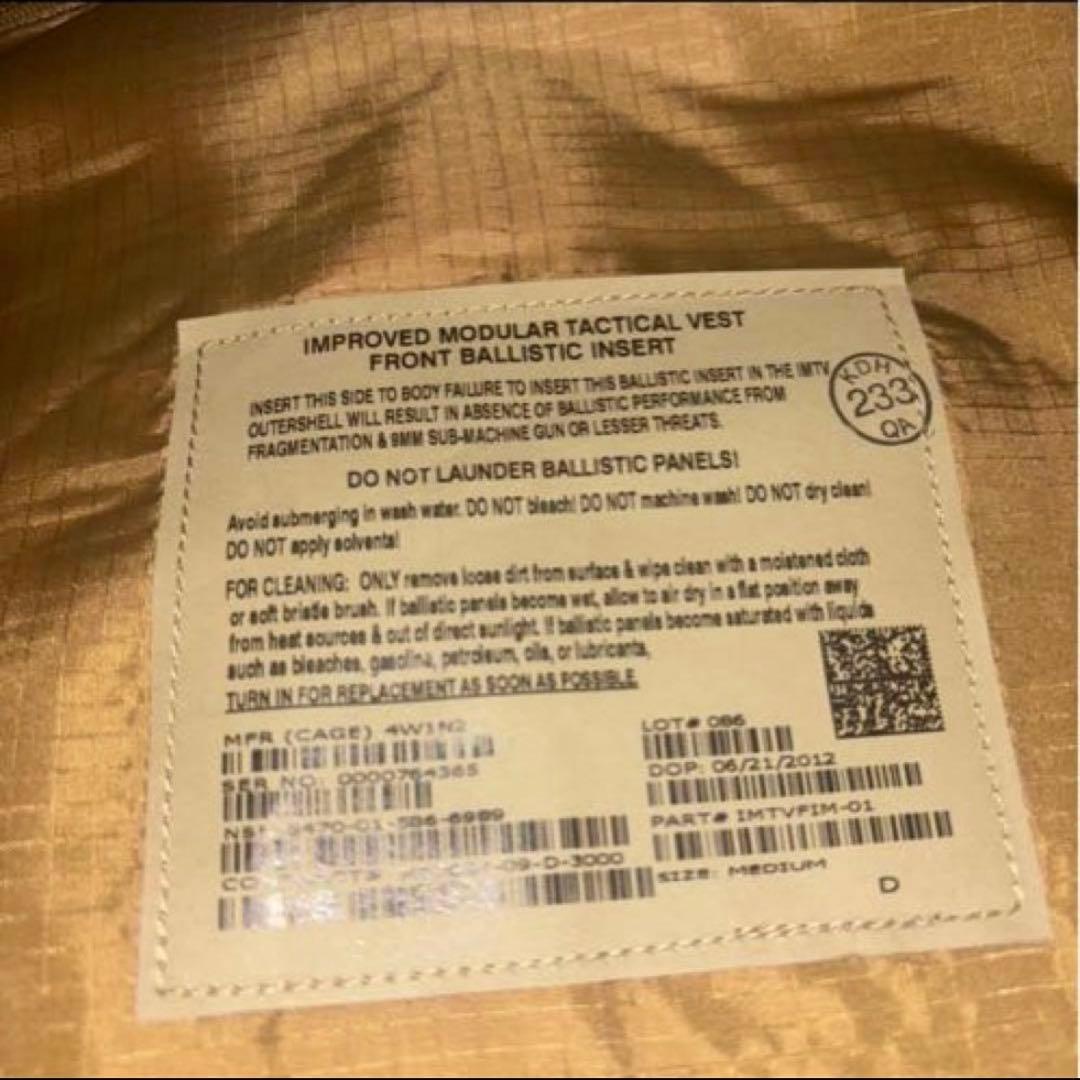 IMPROVED MODULAR TACTICAL VEST
FRONT BALLISTIC INSERT
INSERT THIS SIDE TO BODY FAILURE TO INSERT THIS BALLISTIC INSERT IN THE IMTV
OUTERSHELL WILL RESULT IN ABSENCE OF BALLISTIC PERFORMANCE FROM
FRAGMENTATION & 9MM SUB-MACHINE GUN OR LESSER THREATS.
KDH
233
QA
DO NOT LAUNDER BALLISTIC PANELS!
Avoid submerging in wash water. DO NOT bleach! DO NOT machine wash! DO NOT dry clean!
DO NOT apply solvents!
FOR CLEANING: ONLY remove loose dirt from surface & wipe clean with a moistened cloth
or soft bristle brush. If ballistic panels become wet, allow to air dry in a flat position away
from heat sources & out of direct sunlight. If ballistic panels become saturated with liquids
such as bleaches, gasoline, petroleum, oils, or lubricants,
TURN IN FOR REPLACEMENT AS SOON AS POSSIBLE
MFR (CAGE) 4W1N2
SER NO: 0000764365
-09-D-3000
LOT# 086
DOP: 06/21/2012
PART# IMTVFIM-01
SIZE: MEDIUM
D